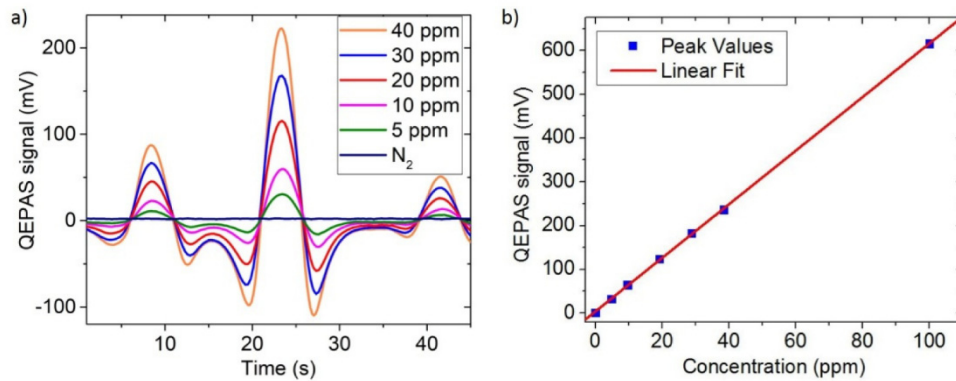 a)
QEPAS signal (mV)
200
100
0
-100
10
20
30
40
Time (s)
40 ppm
30 ppm
20 ppm
10 ppm
5 ppm
N₂
b)
QEPAS signal (mV)
600
500
400
300
200
100
0
0
20
40
60
80
100
Concentration (ppm)
Peak Values
Linear Fit